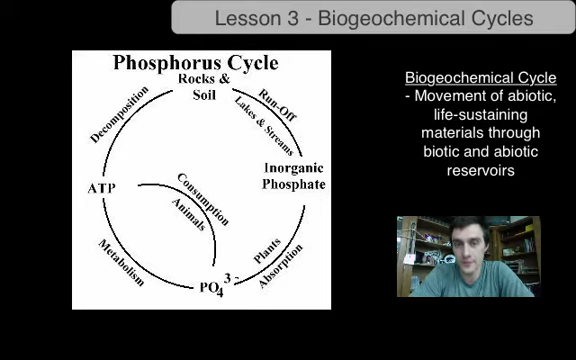 Lesson 3 - Biogeochemical Cycles
Phosphorus Cycle
Rocks &
Soil
Decomposition
Run-Off
Lakes & Streams
Inorganic
Phosphate
ATP
Consumption
Animals
Metabolism
Plants
Absorption
PO4 3-
Biogeochemical Cycle
- Movement of abiotic,
life-sustaining
materials through
biotic and abiotic
reservoirs